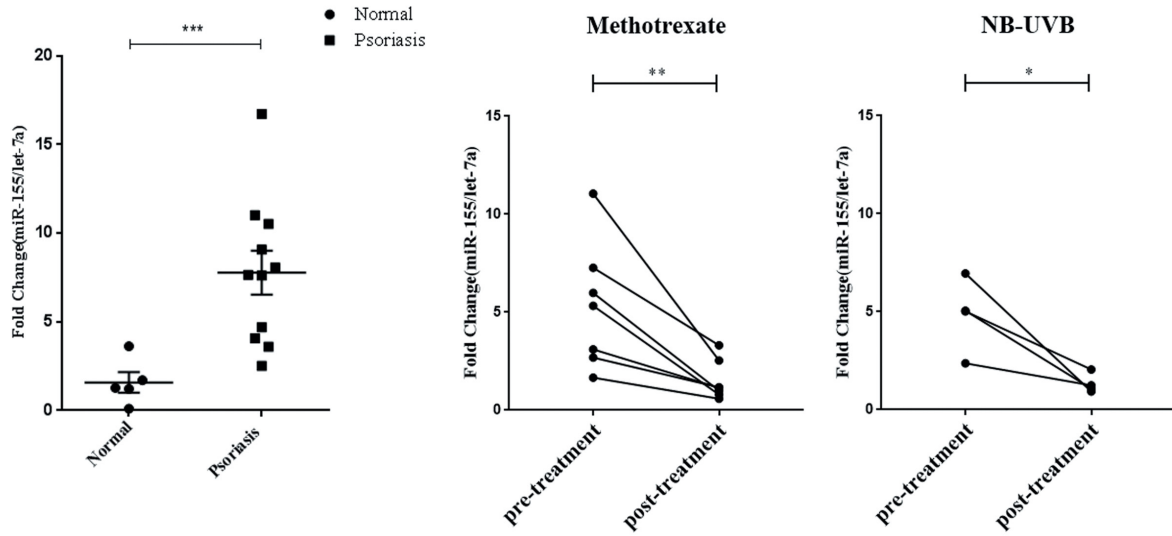 Normal
Psoriasis
***
Fold Change(miR-155/let-7a)
20
15
10
5
0
Normal
Psoriasis
Methotrexate
**
Fold Change(miR-155/let-7a)
15
10
5
0
pre-treatment
post-treatment
NB-UVB
*
Fold Change(miR-155/let-7a)
15
10
5
0
pre-treatment
post-treatment